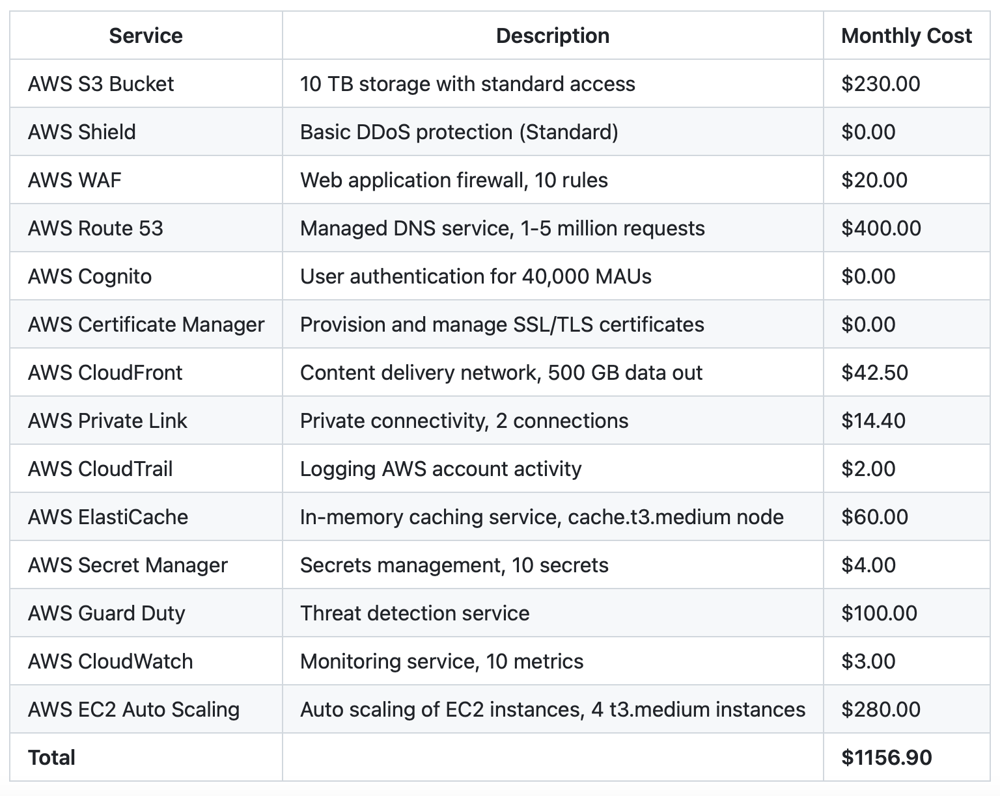 Service Description Monthly Cost
AWS S3 Bucket 10 TB storage with standard access $230.00
AWS Shield Basic DDoS protection (Standard) $0.00
AWS WAF Web application firewall, 10 rules $20.00
AWS Route 53 Managed DNS service, 1-5 million requests $400.00
AWS Cognito User authentication for 40,000 MAUs $0.00
AWS Certificate Manager Provision and manage SSL/TLS certificates $0.00
AWS CloudFront Content delivery network, 500 GB data out $42.50
AWS Private Link Private connectivity, 2 connections $14.40
AWS CloudTrail Logging AWS account activity $2.00
AWS ElastiCache In-memory caching service, cache.t3.medium node $60.00
AWS Secret Manager Secrets management, 10 secrets $4.00
AWS Guard Duty Threat detection service $100.00
AWS CloudWatch Monitoring service, 10 metrics $3.00
AWS EC2 Auto Scaling Auto scaling of EC2 instances, 4 t3.medium instances $280.00
Total $1156.90